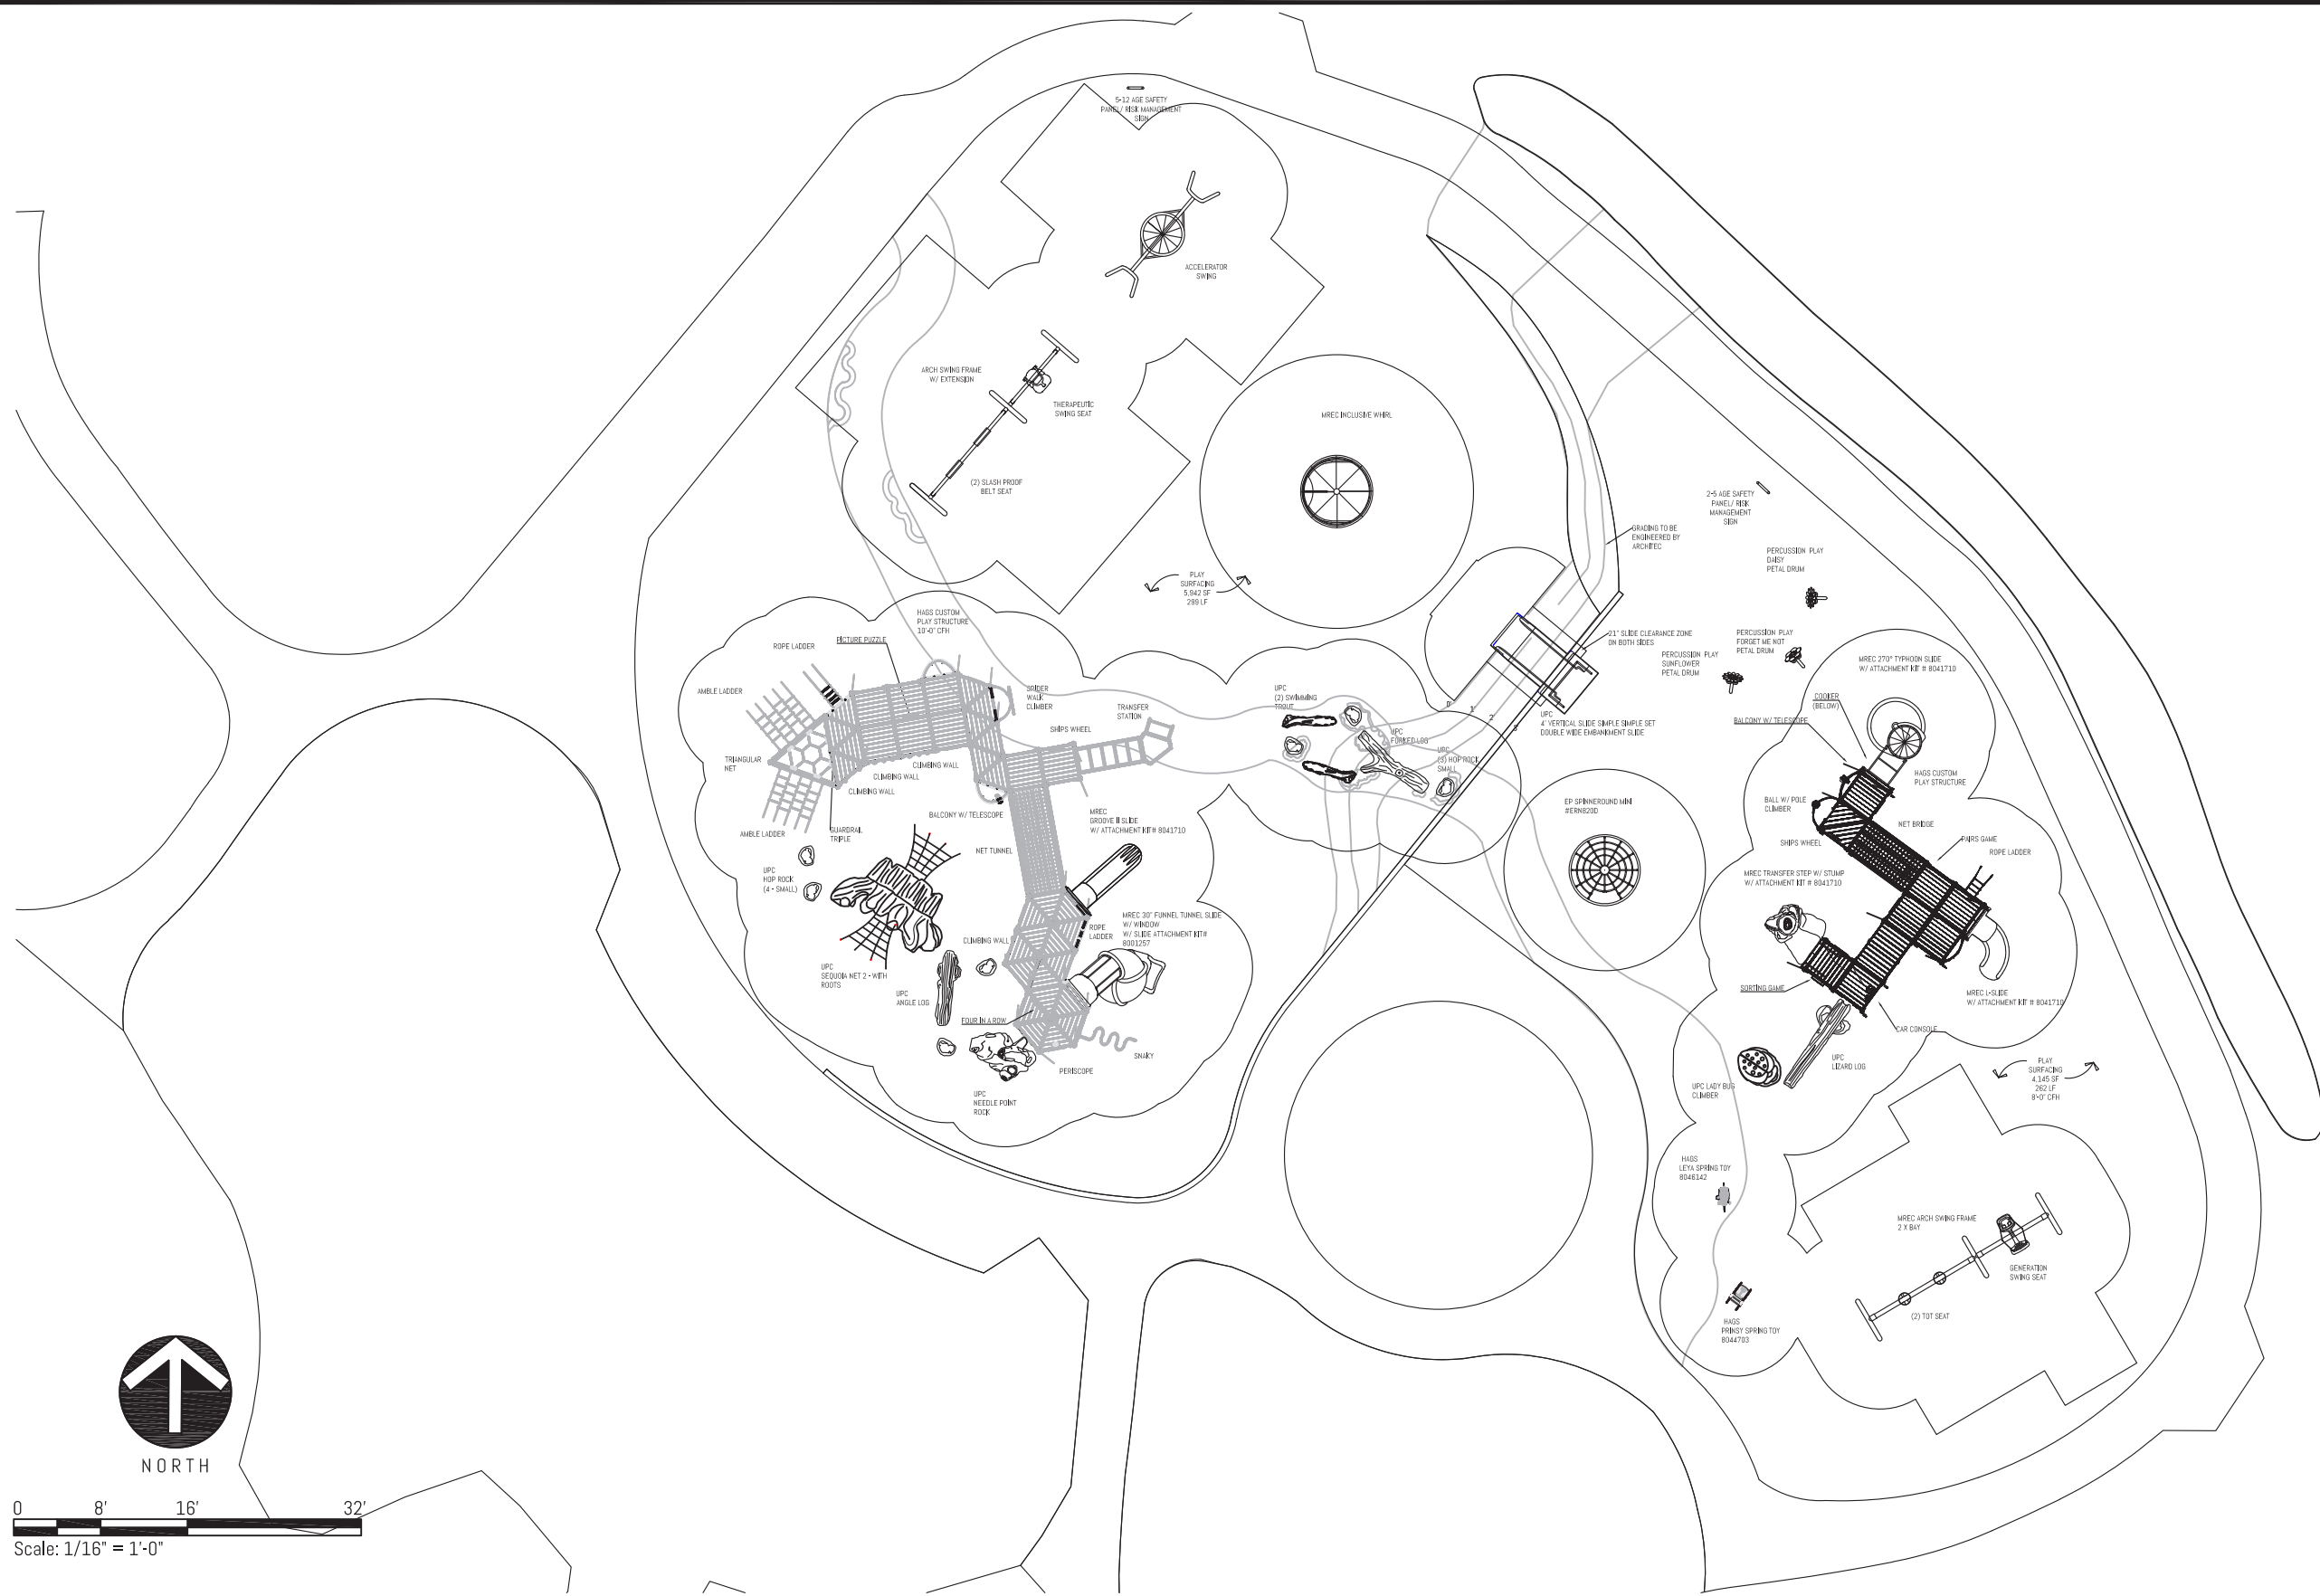 5-12 AGE SAFETY
PANEL/ RISK MANAGEMENT
SIGN
ACCELERATOR
SWING
ARCH SWING FRAME
W/ EXTENSION
THERAPEUTIC
SWING SEAT
(2) SLASH PROOF
BELT SEAT
MREC INCLUSIVE WHIRL
PLAY
SURFACING
5,942 SF
299 LF
GRADING TO BE
ENGINEERED BY
ARCHITEC
2-5 AGE SAFETY
PANEL/ RISK
MANAGEMENT
SIGN
PERCUSSION PLAY
DAISY
PETAL DRUM
PERCUSSION PLAY
FORGET ME NOT
PETAL DRUM
PERCUSSION PLAY
SUNFLOWER
PETAL DRUM
21" SLIDE CLEARANCE ZONE
ON BOTH SIDES
UPC
4' VERTICAL SLIDE SIMPLE SIMPLE SET
DOUBLE WIDE EMBANKMENT SLIDE
0'
1'
2'
3'
HAGS CUSTOM
PLAY STRUCTURE
10'-0" CFH
PICTURE PUZZLE
ROPE LADDER
AMBLE LADDER
TRIANGULAR
NET
AMBLE LADDER
GUARDRAIL
TRIPLE
CLIMBING WALL
CLIMBING WALL
CLIMBING WALL
SPIDER
WALK
CLIMBER
SHIPS WHEEL
TRANSFER
STATION
BALCONY W/ TELESCOPE
NET TUNNEL
MREC
GROOVE II SLIDE
W/ ATTACHMENT KIT# 8041710
UPC
(2) SWIMMING
TROUT
UPC
FORKED LOG
UPC
(3) HOP ROCK
SMALL
UPC
HOP ROCK
(4 - SMALL)
UPC
SEQUOIA NET 2 - WITH
ROOTS
UPC
ANGLE LOG
CLIMBING WALL
ROPE
LADDER
MREC 30" FUNNEL TUNNEL SLIDE
W/ WINDOW
W/ SLIDE ATTACHMENT KIT#
8001257
FOUR IN A ROW
SNAKY
PERISCOPE
UPC
NEEDLE POINT
ROCK
EP SPINNEROUND MINI
#ERN820D
MREC 270° TYPHOON SLIDE
W/ ATTACHMENT KIT # 8041710
COOKER
(BELOW)
BALCONY W/ TELESCOPE
HAGS CUSTOM
PLAY STRUCTURE
BALL W/ POLE
CLIMBER
NET BRIDGE
SHIPS WHEEL
PAIRS GAME
ROPE LADDER
MREC TRANSFER STEP W/ STUMP
W/ ATTACHMENT KIT # 8041710
SORTING GAME
MREC L-SLIDE
W/ ATTACHMENT KIT # 8041710
CAR CONSOLE
UPC
LIZARD LOG
UPC LADY BUG
CLIMBER
PLAY
SURFACING
4,145 SF
262 LF
8'-0" CFH
HAGS
LEYA SPRING TOY
8046142
HAGS
PRINSY SPRING TOY
8044703
MREC ARCH SWING FRAME
2 X BAY
GENERATION
SWING SEAT
(2) TOT SEAT
NORTH
0 8' 16' 32'
Scale: 1/16" = 1'-0"